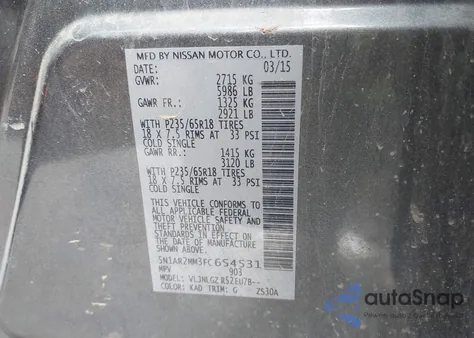 MFD BY NISSAN MOTOR CO., LTD.
DATE: 03/15
GVWR: 2715 KG
5986 LB
GAWR FR.: 1325 KG
2921 LB
WITH P235/65R18 TIRES
18 X 7.5 RIMS AT 33 PSI
COLD SINGLE
GAWR RR.: 1415 KG
3120 LB
WITH P235/65R18 TIRES
18 X 7.5 RIMS AT 33 PSI
COLD SINGLE
THIS VEHICLE CONFORMS TO
ALL APPLICABLE FEDERAL
MOTOR VEHICLE SAFETY AND
THEFT PREVENTION
STANDARDS IN EFFECT ON
THE DATE OF MANUFACTURE
SHOWN ABOVE.
5N1AR2MM3FC654531
MPV 903
MODEL: VLJNLGZ R52EU7B--
COLOR: KAD TRIM: G ZS30A
autoSnap